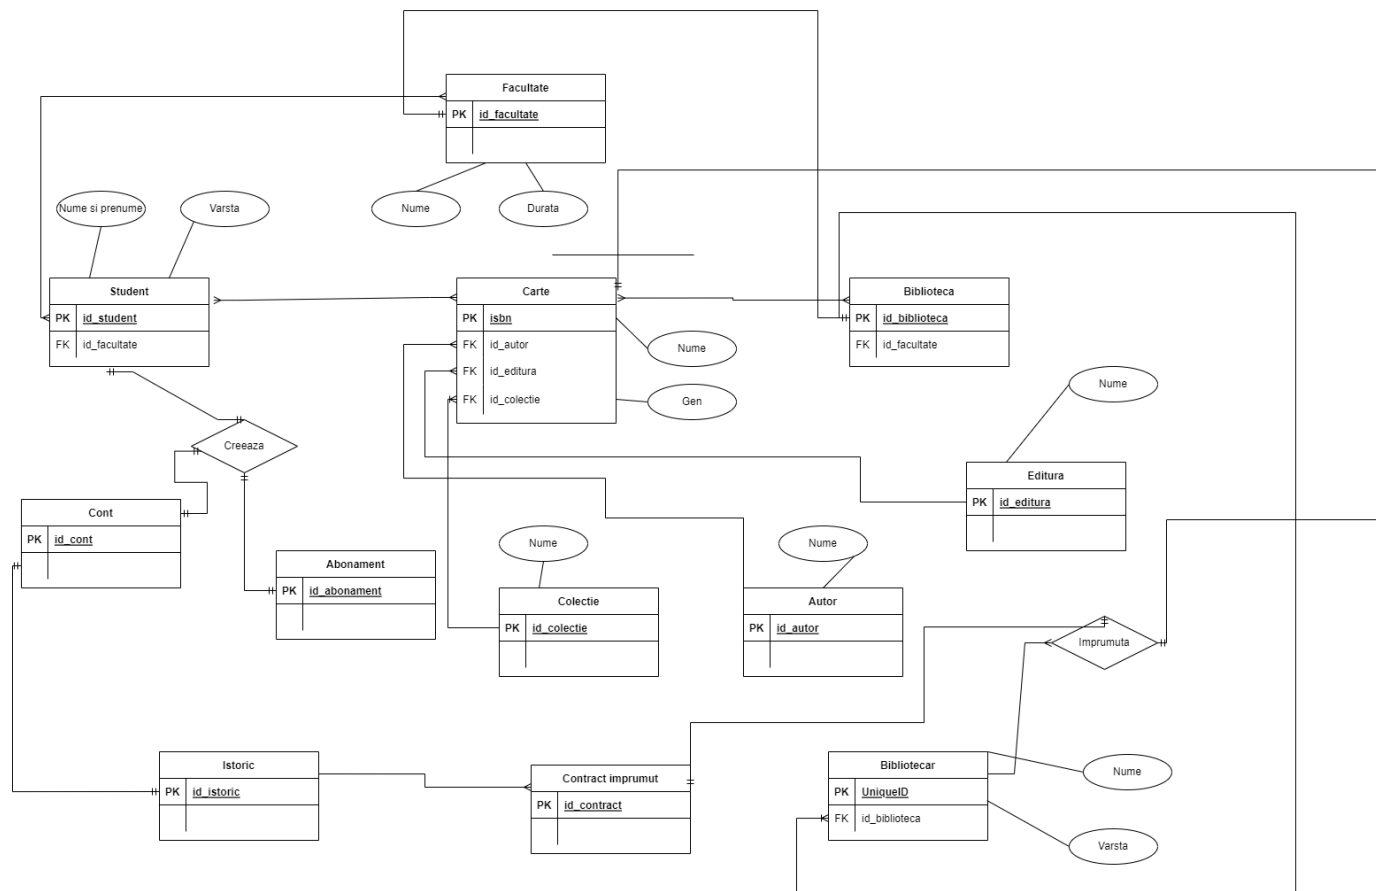 Facultate
PK id_facultate
Nume si prenume
Varsta
Nume
Durata
Student
PK id_student
FK id_facultate
Carte
PK isbn
FK id_autor
FK id_editura
FK id_colectie
Biblioteca
PK id_biblioteca
FK id_facultate
Nume
Gen
Nume
Creeaza
Editura
PK id_editura
Cont
PK id_cont
Abonament
PK id_abonament
Nume
Nume
Colectie
PK id_colectie
Autor
PK id_autor
Imprumuta
Istoric
PK id_istoric
Contract imprumut
PK id_contract
Bibliotecar
PK UniqueID
FK id_biblioteca
Nume
Varsta